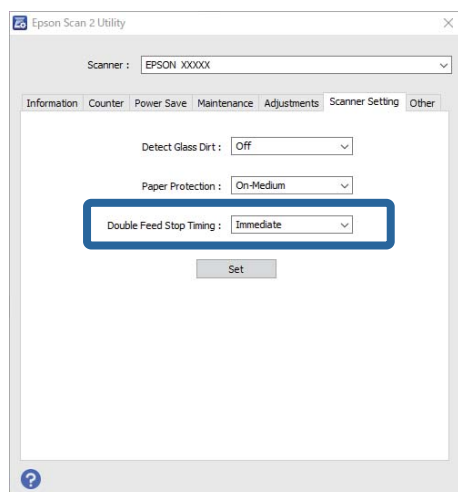 Epson Scan 2 Utility
Scanner : EPSON XXXXX
Information Counter Power Save Maintenance Adjustments Scanner Setting Other
Detect Glass Dirt : Off
Paper Protection : On-Medium
Double Feed Stop Timing : Immediate
Set
?